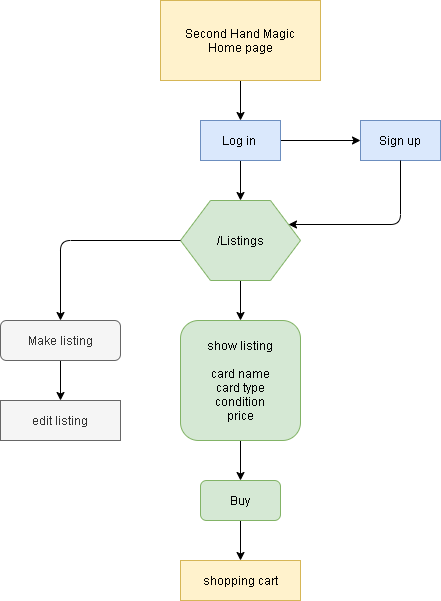 Second Hand Magic
Home page
Log in
Sign up
/Listings
Make listing
show listing
card name
card type
condition
price
edit listing
Buy
shopping cart